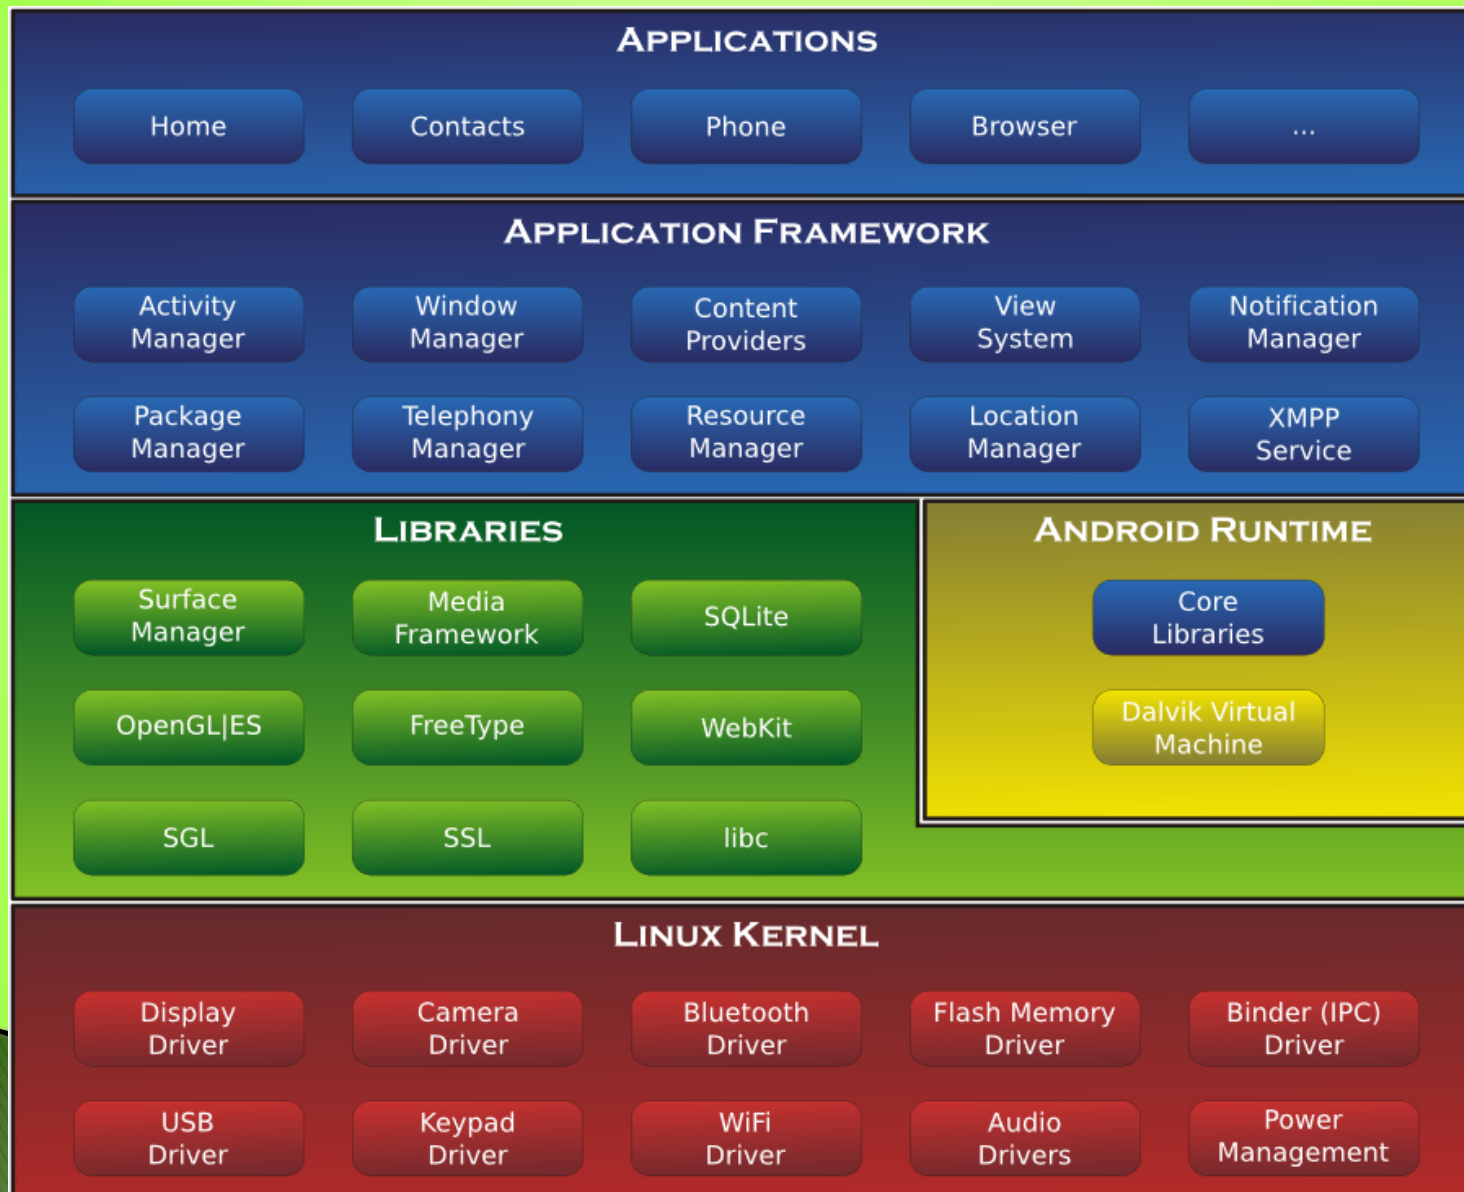 APPLICATIONS
Home
Contacts
Phone
Browser
...
APPLICATION FRAMEWORK
Activity
Manager
Window
Manager
Content
Providers
View
System
Notification
Manager
Package
Manager
Telephony
Manager
Resource
Manager
Location
Manager
XMPP
Service
LIBRARIES
Surface
Manager
Media
Framework
SQLite
OpenGL|ES
FreeType
WebKit
SGL
SSL
libc
ANDROID RUNTIME
Core
Libraries
Dalvik Virtual
Machine
LINUX KERNEL
Display
Driver
Camera
Driver
Bluetooth
Driver
Flash Memory
Driver
Binder (IPC)
Driver
USB
Driver
Keypad
Driver
WiFi
Driver
Audio
Drivers
Power
Management